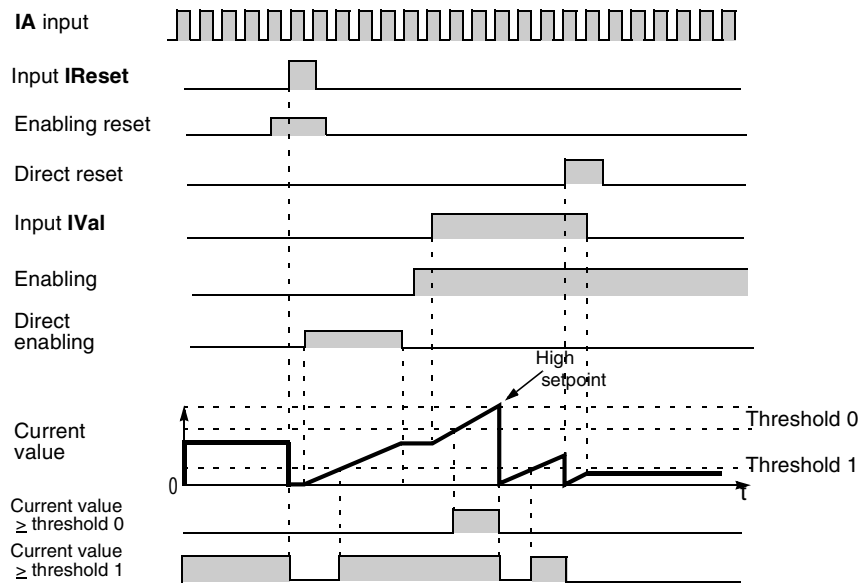 IA input
Input IReset
Enabling reset
Direct reset
Input IVal
Enabling
Direct
enabling
High
setpoint
Threshold 0
Current
value
Threshold 1
0
τ
Current value
≥ threshold 0
Current value
≥ threshold 1